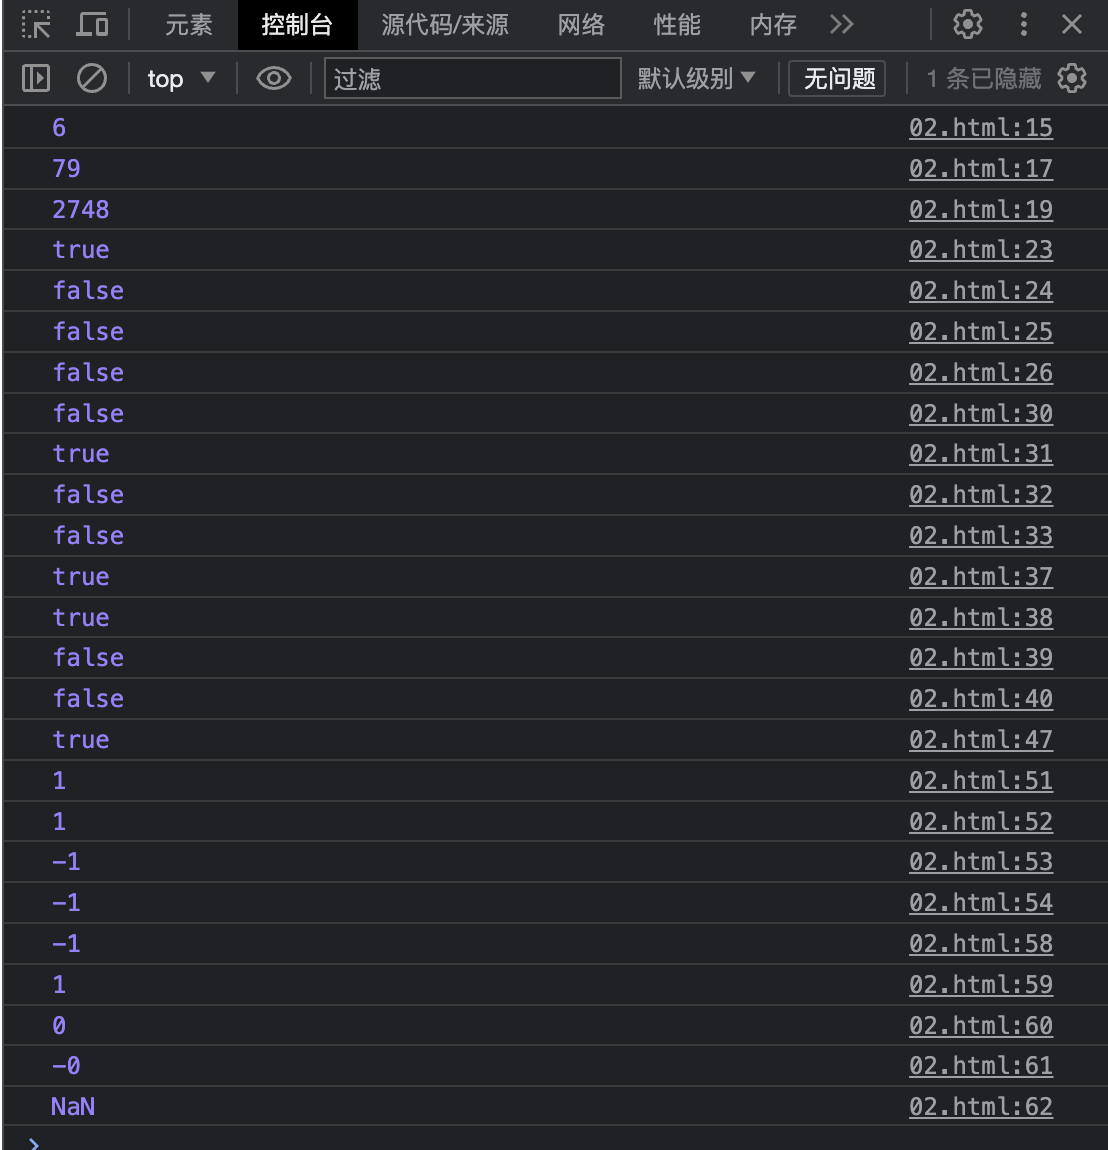 元素 控制台 源代码/来源 网络 性能 内存
top 过滤 默认级别 无问题 1 条已隐藏
6 02.html:15
79 02.html:17
2748 02.html:19
true 02.html:23
false 02.html:24
false 02.html:25
false 02.html:26
false 02.html:30
true 02.html:31
false 02.html:32
false 02.html:33
true 02.html:37
true 02.html:38
false 02.html:39
false 02.html:40
true 02.html:47
1 02.html:51
1 02.html:52
-1 02.html:53
-1 02.html:54
-1 02.html:58
1 02.html:59
0 02.html:60
-0 02.html:61
NaN 02.html:62